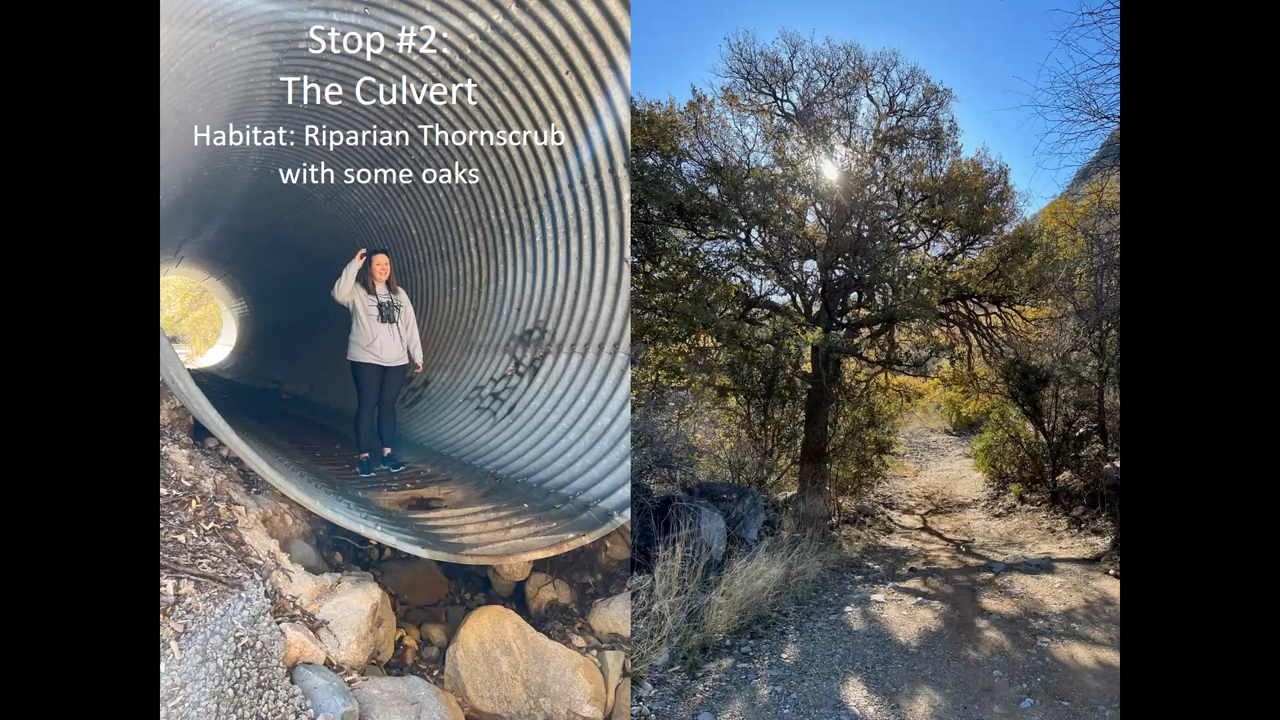 Stop #2:
The Culvert
Habitat: Riparian Thornscrub
with some oaks